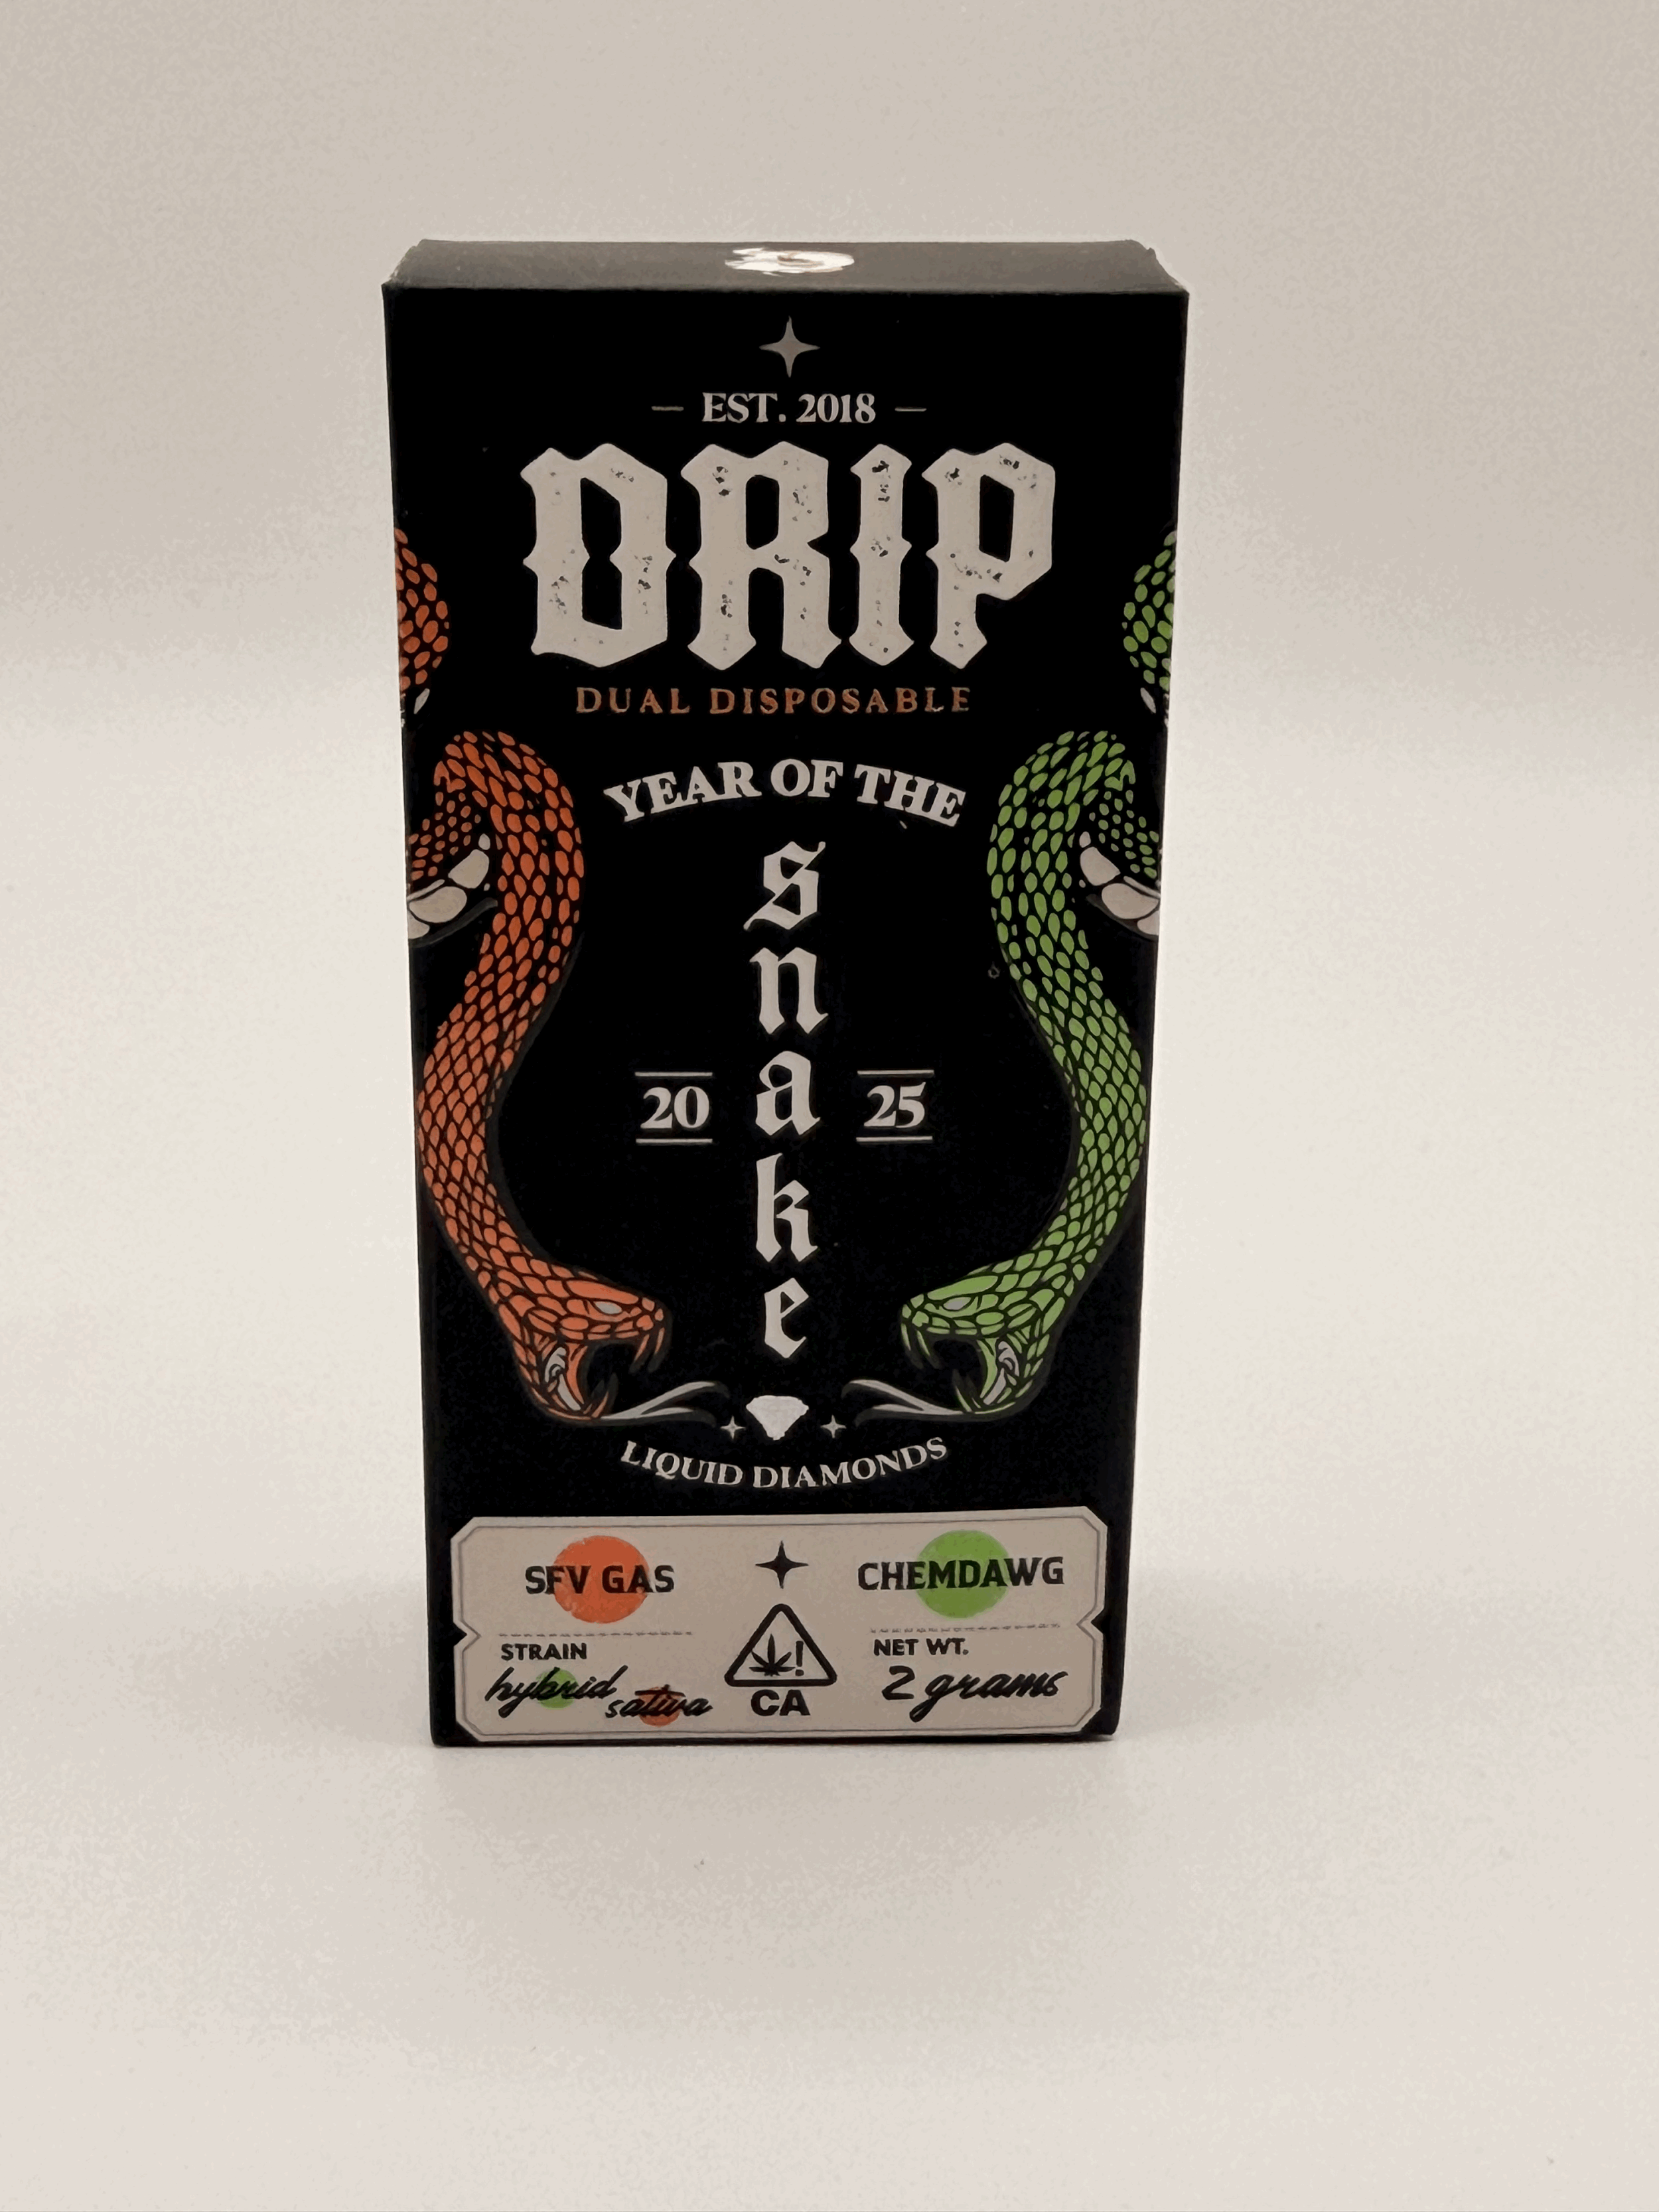 — EST. 2018 —
DRIP
DUAL DISPOSABLE
YEAR OF THE
snake
20 25
LIQUID DIAMONDS
SFV GAS
CHEMDAWG
STRAIN
hybrid
sativa
CA
NET WT.
2 grams